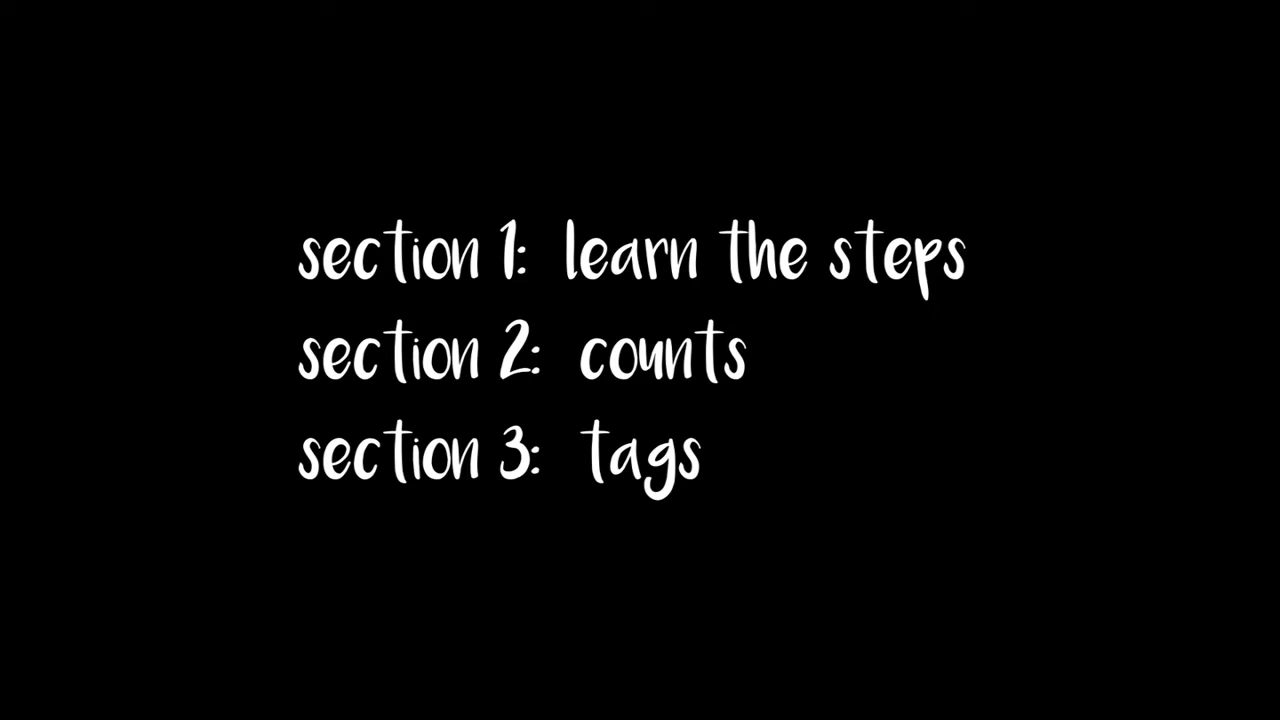 section 1: learn the steps
section 2: counts
section 3: tags